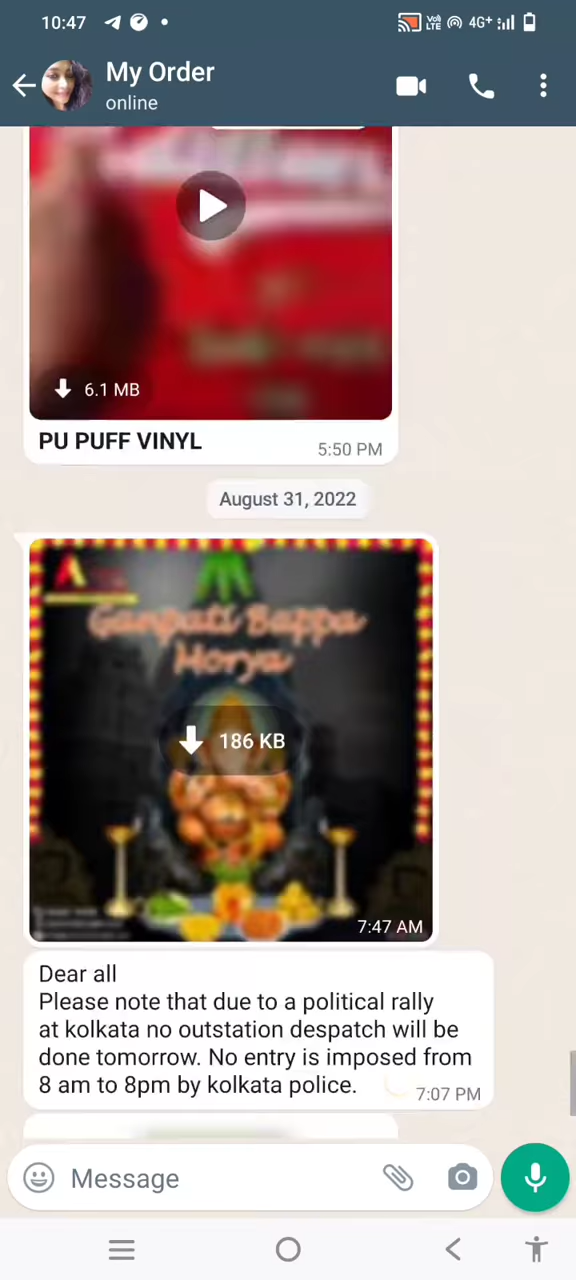 10:47
Vo) LTE 4G+
My Order
online
6.1 MB
PU PUFF VINYL
5:50 PM
August 31, 2022
Ganpati Bappa
Morya
186 KB
7:47 AM
Dear all
Please note that due to a political rally
at kolkata no outstation despatch will be
done tomorrow. No entry is imposed from
8 am to 8pm by kolkata police.
7:07 PM
Message